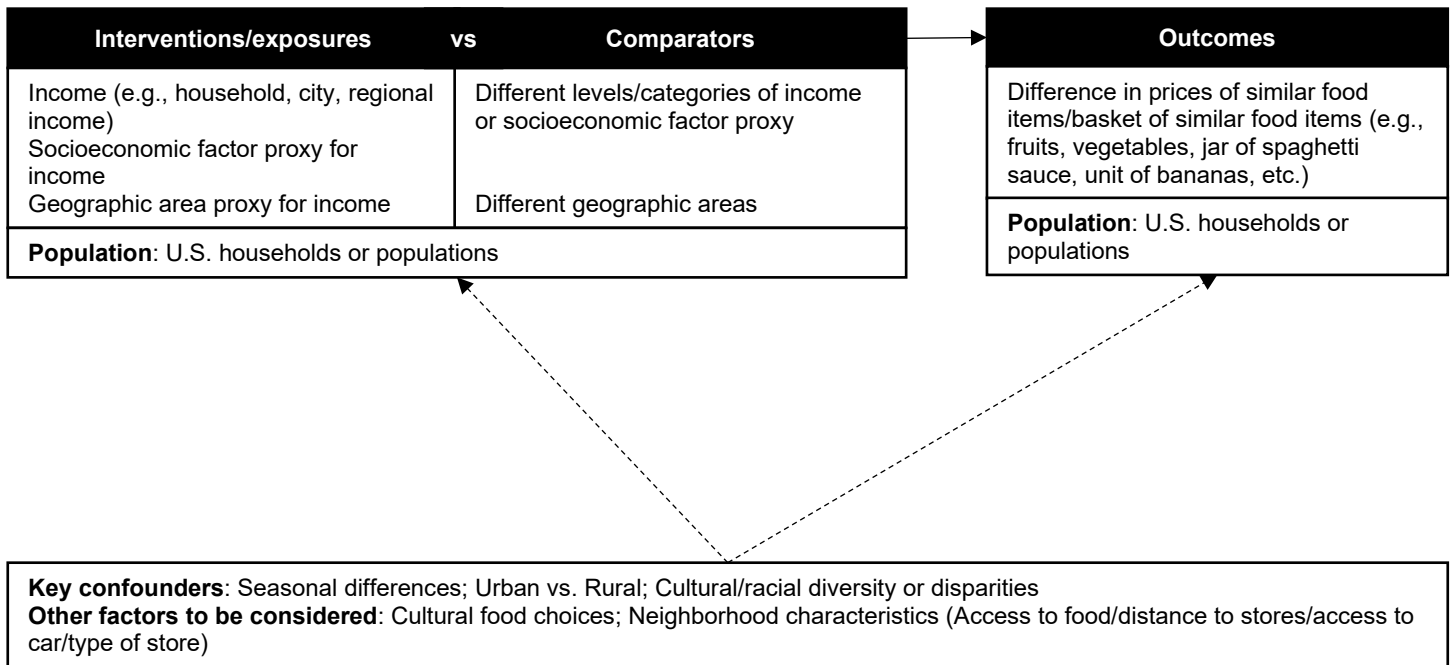 Interventions/exposures vs Comparators
Income (e.g., household, city, regional
income)
Socioeconomic factor proxy for
income
Geographic area proxy for income
Different levels/categories of income
or socioeconomic factor proxy
Different geographic areas
Population: U.S. households or populations
Outcomes
Difference in prices of similar food
items/basket of similar food items (e.g.,
fruits, vegetables, jar of spaghetti
sauce, unit of bananas, etc.)
Population: U.S. households or
populations
Key confounders: Seasonal differences; Urban vs. Rural; Cultural/racial diversity or disparities
Other factors to be considered: Cultural food choices; Neighborhood characteristics (Access to food/distance to stores/access to
car/type of store)